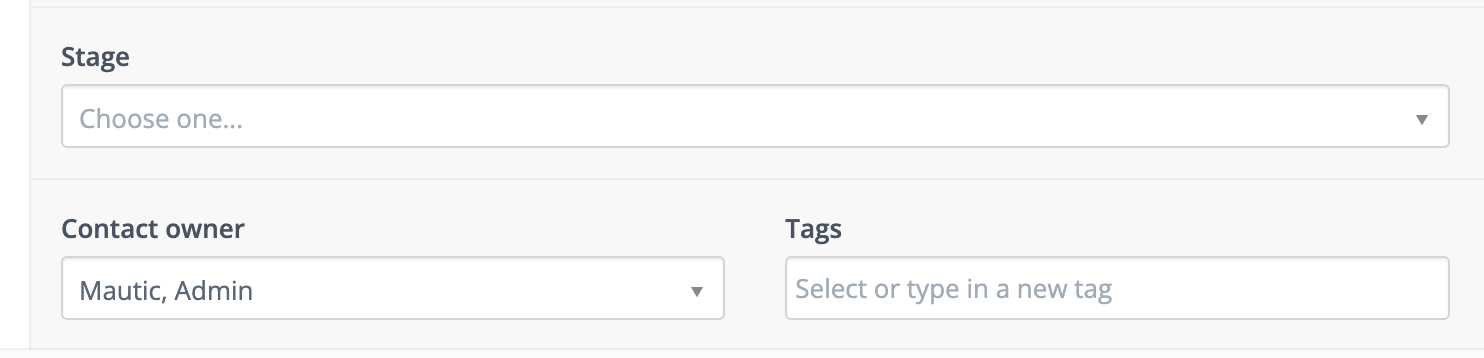 Stage
Choose one...
Contact owner
Tags
Mautic, Admin
Select or type in a new tag